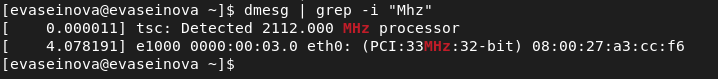 [evaseinova@evaseinova ~]$ dmesg | grep -i "Mhz"
[    0.000011] tsc: Detected 2112.000 MHz processor
[    4.078191] e1000 0000:00:03.0 eth0: (PCI:33MHz:32-bit) 08:00:27:a3:cc:f6
[evaseinova@evaseinova ~]$